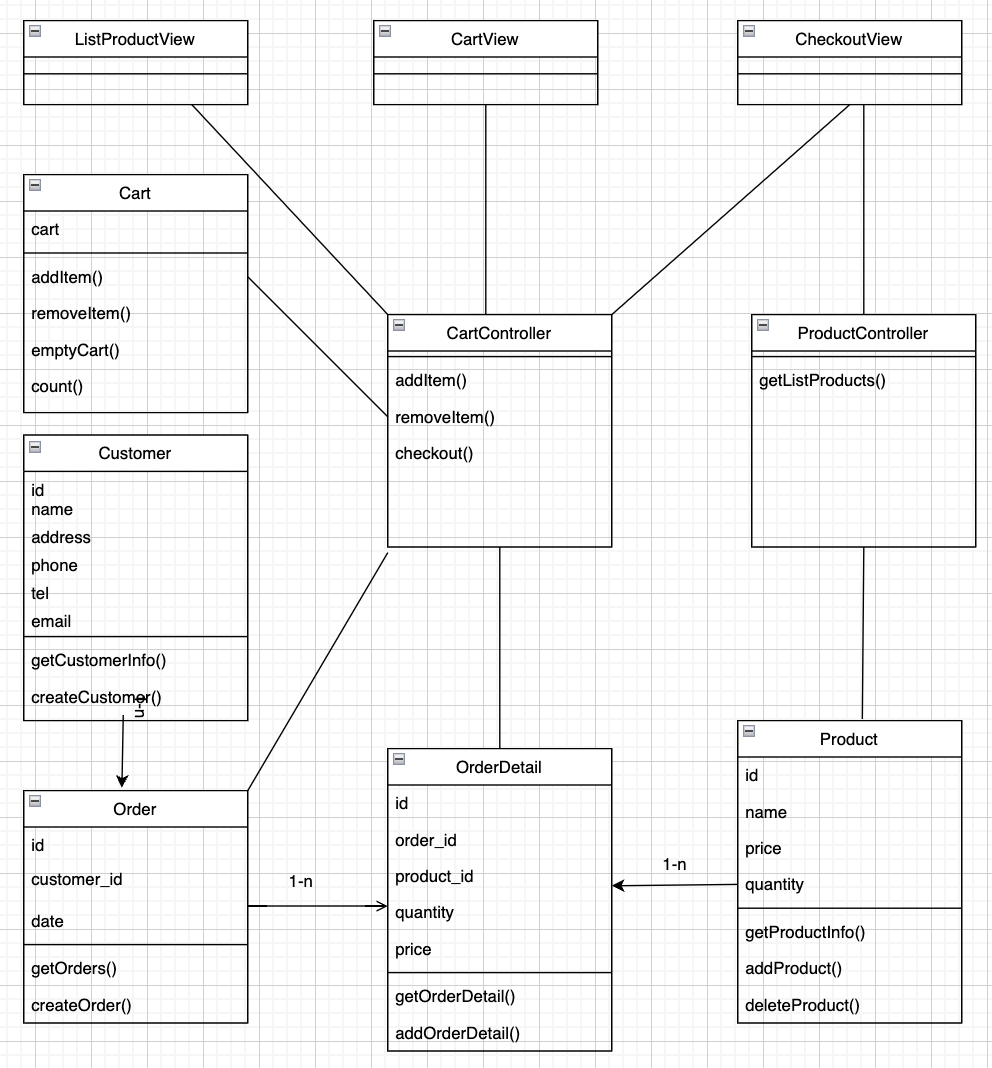 ListProductView
CartView
CheckoutView
Cart
cart
addItem()
removeItem()
emptyCart()
count()
CartController
addItem()
removeItem()
checkout()
ProductController
getListProducts()
Customer
id
name
address
phone
tel
email
getCustomerInfo()
createCustomer()
1-n
Order
id
customer_id
date
getOrders()
createOrder()
1-n
OrderDetail
id
order_id
product_id
quantity
price
getOrderDetail()
addOrderDetail()
1-n
Product
id
name
price
quantity
getProductInfo()
addProduct()
deleteProduct()